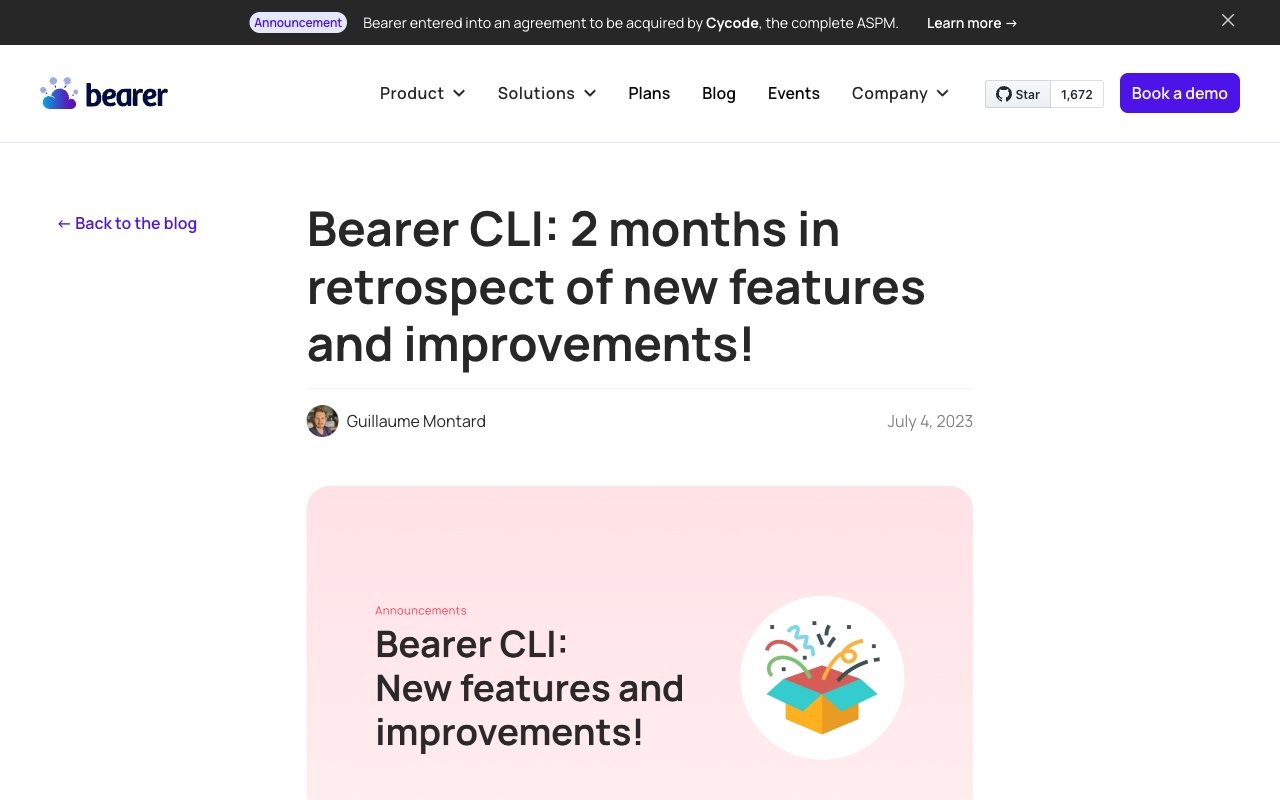 Announcement Bearer entered into an agreement to be acquired by Cycode, the complete ASPM. Learn more →
bearer Product Solutions Plans Blog Events Company Star 1,672 Book a demo
← Back to the blog
Bearer CLI: 2 months in
retrospect of new features
and improvements!
Guillaume Montard July 4, 2023
Announcements
Bearer CLI:
New features and
improvements!